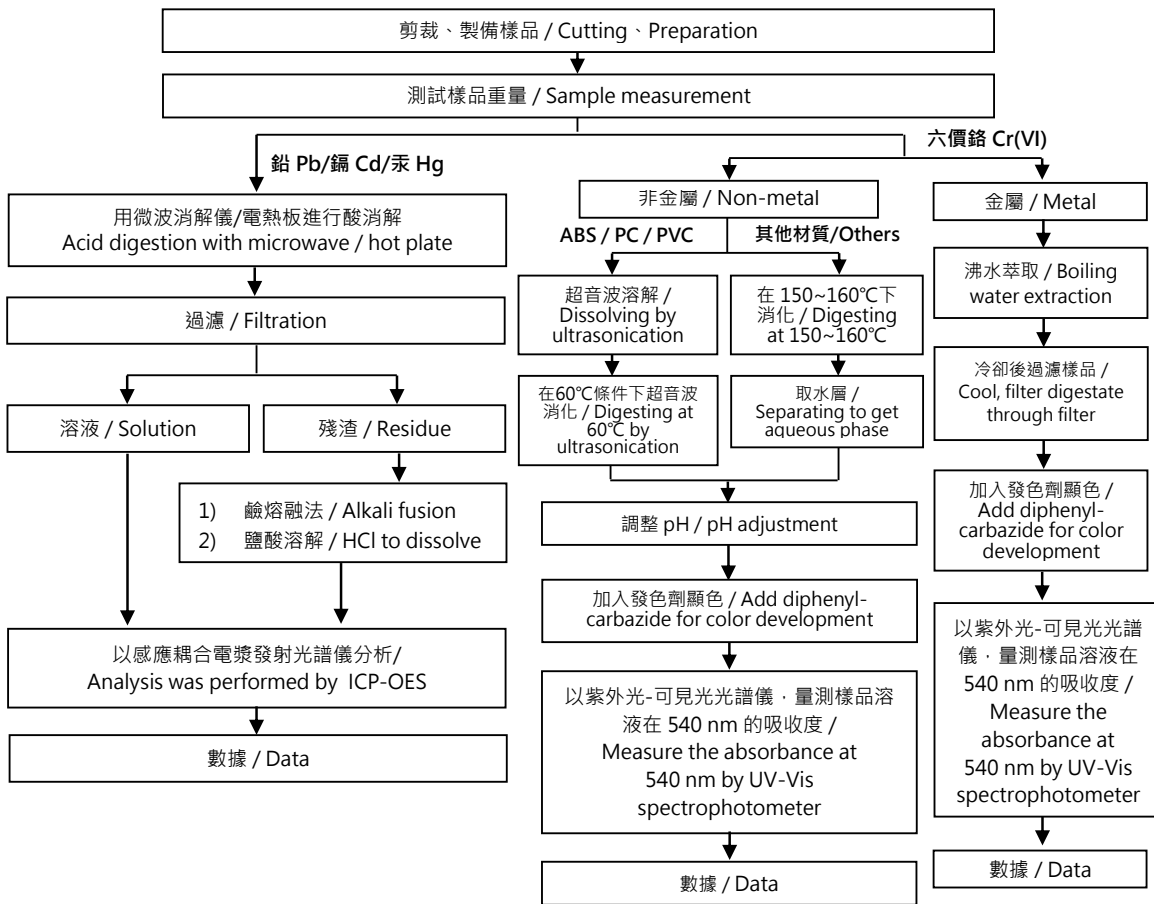 剪裁、製備樣品 / Cutting、Preparation
測試樣品重量 / Sample measurement
鉛 Pb/鎘 Cd/汞 Hg
用微波消解儀/電熱板進行酸消解
Acid digestion with microwave / hot plate
過濾 / Filtration
溶液 / Solution
殘渣 / Residue
1) 鹼熔融法 / Alkali fusion
2) 鹽酸溶解 / HCl to dissolve
以感應耦合電漿發射光譜儀分析/
Analysis was performed by ICP-OES
數據 / Data
六價鉻 Cr(VI)
非金屬 / Non-metal
ABS / PC / PVC
超音波溶解 /
Dissolving by
ultrasonication
在60℃條件下超音波
消化 / Digesting at
60℃ by
ultrasonication
其他材質/Others
在 150~160℃下
消化 / Digesting
at 150~160℃
取水層 /
Separating to get
aqueous phase
調整 pH / pH adjustment
加入發色劑顯色 / Add diphenyl-
carbazide for color development
以紫外光-可見光光譜儀，量測樣品溶
液在 540 nm 的吸收度 /
Measure the absorbance at
540 nm by UV-Vis
spectrophotometer
數據 / Data
金屬 / Metal
沸水萃取 / Boiling
water extraction
冷卻後過濾樣品 /
Cool, filter digestate
through filter
加入發色劑顯色 /
Add diphenyl-
carbazide for color
development
以紫外光-可見光光譜
儀，量測樣品溶液在
540 nm 的吸收度 /
Measure the
absorbance at
540 nm by UV-Vis
spectrophotometer
數據 / Data